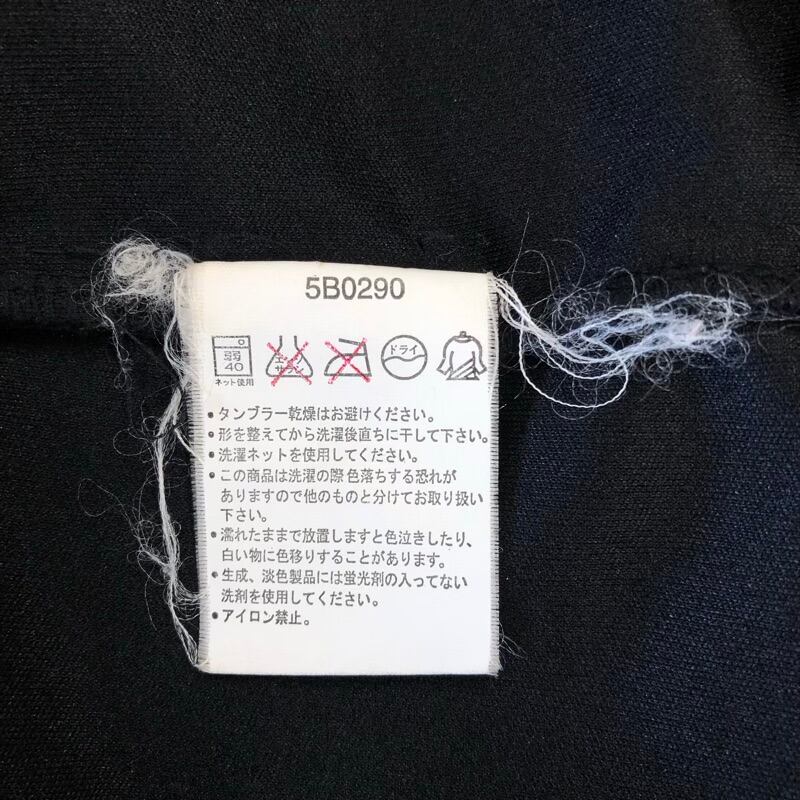 5B0290
弱
40
ネット使用
エンソ
サラシ
ドライ
・タンブラー乾燥はお避けください。
・形を整えてから洗濯後直ちに干して下さい。
・洗濯ネットを使用してください。
・この商品は洗濯の際色落ちする恐れが
ありますので他のものと分けてお取り扱い
下さい。
・濡れたままで放置しますと色泣きしたり、
白い物に色移りすることがあります。
・生成、淡色製品には蛍光剤の入ってない
洗剤を使用してください。
・アイロン禁止。